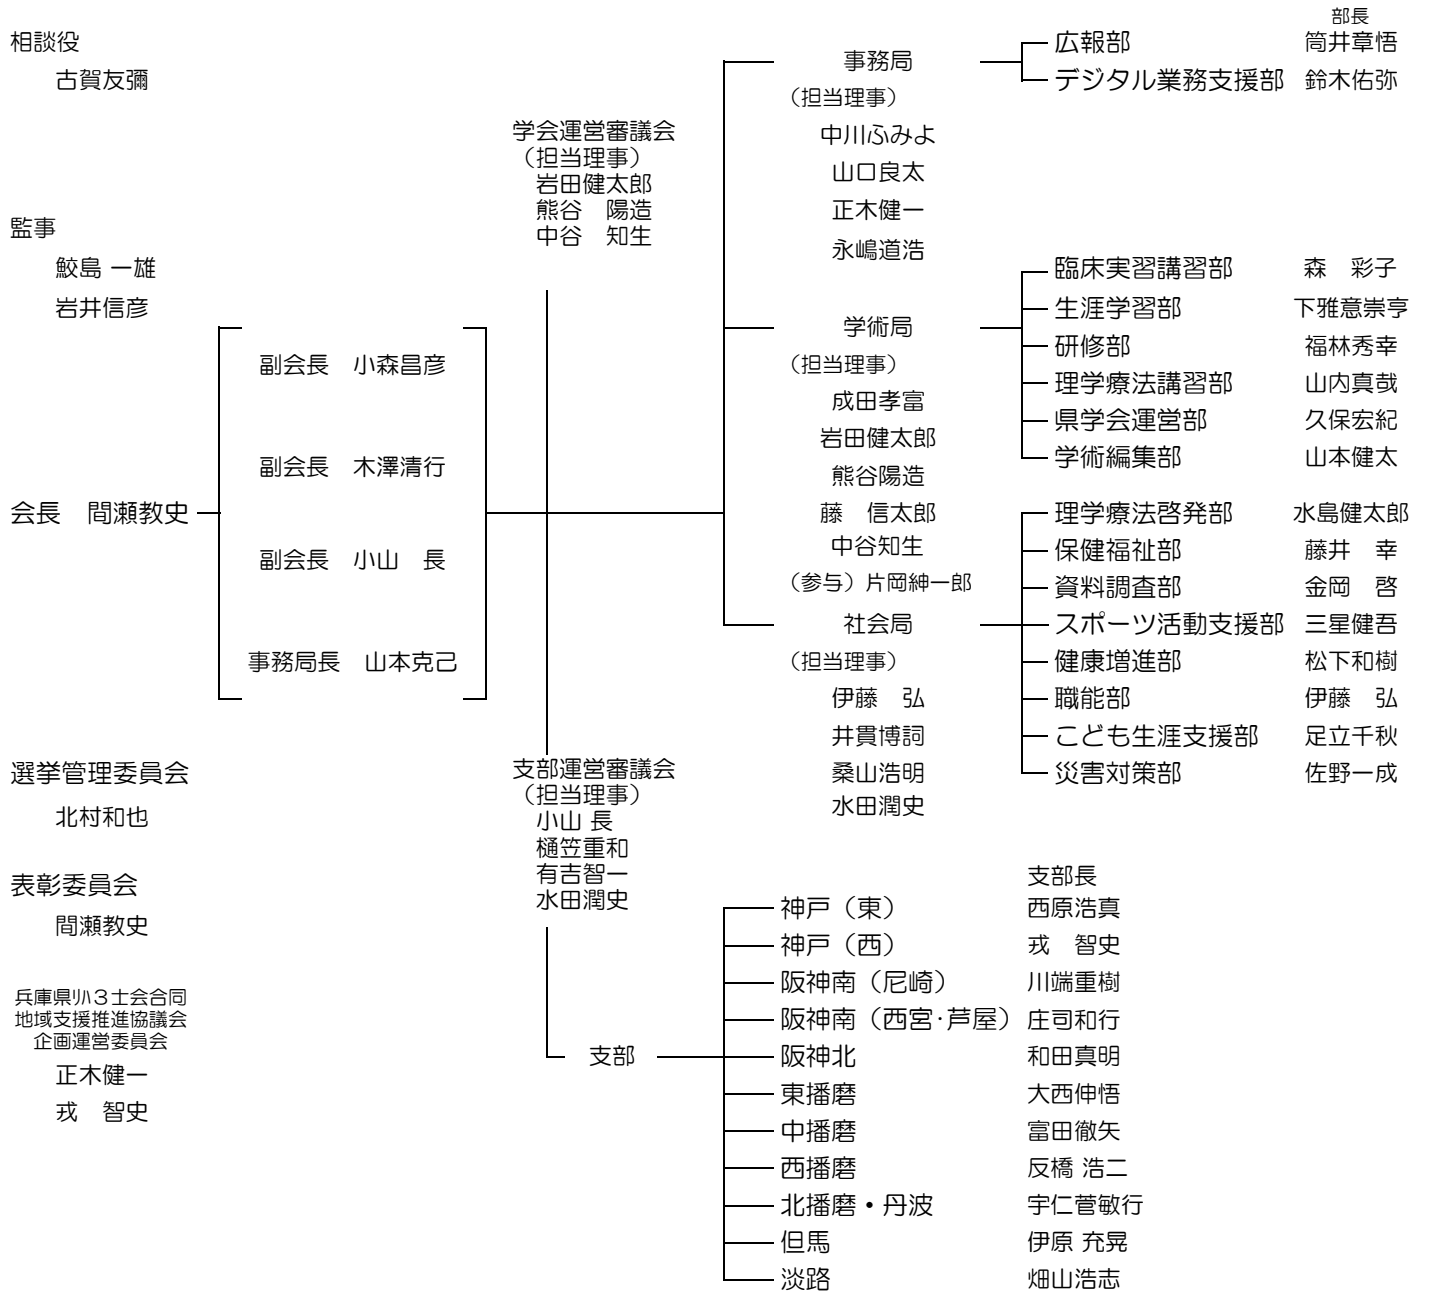 相談役
古賀友彌
監事
鮫島 一雄
岩井信彦
会長　間瀬教史
副会長　小森昌彦
副会長　木澤清行
副会長　小山　長
事務局長　山本克己
選挙管理委員会
北村和也
表彰委員会
間瀬教史
兵庫県ﾘﾊ３士会合同
地域支援推進協議会
企画運営委員会
正木健一
戎　智史
学会運営審議会
（担当理事）
岩田健太郎
熊谷　陽造
中谷　知生
支部運営審議会
（担当理事）
小山 長
樋笠重和
有吉智一
水田潤史
事務局
（担当理事）
中川ふみよ
山口良太
正木健一
永嶋道浩
部長
広報部　筒井章悟
デジタル業務支援部　鈴木佑弥
学術局
（担当理事）
成田孝富
岩田健太郎
熊谷陽造
藤　信太郎
中谷知生
（参与）片岡紳一郎
臨床実習講習部　森　彩子
生涯学習部　下雅意崇亨
研修部　福林秀幸
理学療法講習部　山内真哉
県学会運営部　久保宏紀
学術編集部　山本健太
社会局
（担当理事）
伊藤　弘
井貫博詞
桑山浩明
水田潤史
理学療法啓発部　水島健太郎
保健福祉部　藤井　幸
資料調査部　金岡　啓
スポーツ活動支援部　三星健吾
健康増進部　松下和樹
職能部　伊藤　弘
こども生涯支援部　足立千秋
災害対策部　佐野一成
支部
支部長
神戸（東）　西原浩真
神戸（西）　戎　智史
阪神南（尼崎）　川端重樹
阪神南（西宮･芦屋）　庄司和行
阪神北　和田真明
東播磨　大西伸悟
中播磨　富田徹矢
西播磨　反橋 浩二
北播磨・丹波　宇仁菅敏行
但馬　伊原 充晃
淡路　畑山浩志